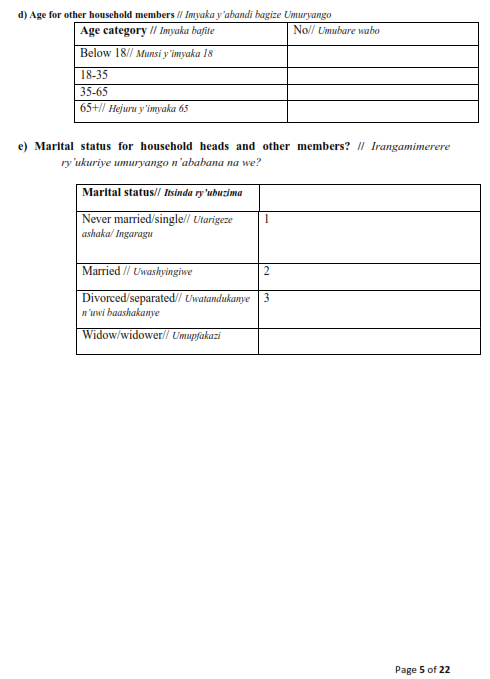 d) Age for other household members // Imyaka y'abandi bagize Umuryango
Age category // Imyaka bafite No// Umubare wabo
Below 18// Munsi y'imyaka 18
18-35
35-65
65+// Hejuru y'imyaka 65
e) Marital status for household heads and other members? // Irangamimerere
ry'ukuriye umuryango n'ababana na we?
Marital status// Itsinda ry'ubuzima
Never married/single// Utarigeze 1
ashaka/ Ingaragu
Married // Uwashyingiwe 2
Divorced/separated// Uwatandukanye 3
n'uwi baashakanye
Widow/widower// Umupfakazi
Page 5 of 22